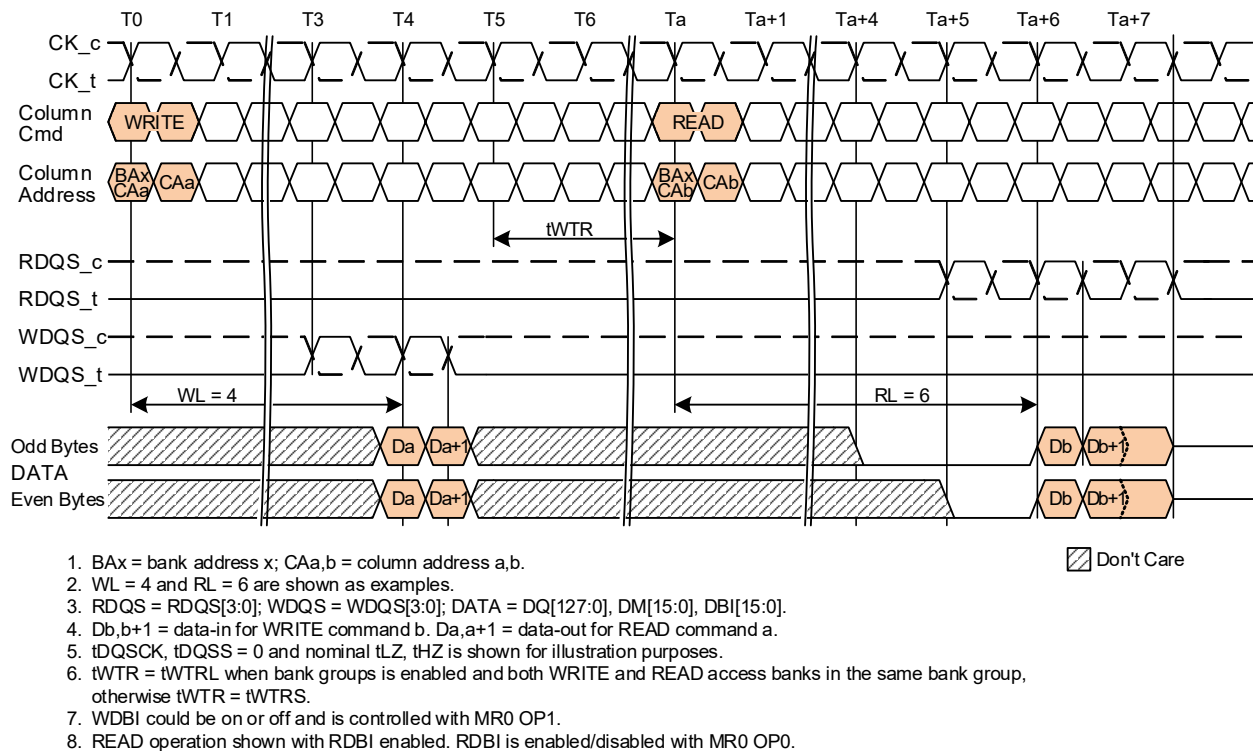 T0 T1 T3 T4 T5 T6 Ta Ta+1 Ta+4 Ta+5 Ta+6 Ta+7
CK_c
CK_t
Column
Cmd
WRITE READ
Column
Address
BAx
CAa
CAa
BAx
CAb
CAb
tWTR
RDQS_c
RDQS_t
WDQS_c
WDQS_t
WL = 4 RL = 6
Odd Bytes Da Da+1 Db Db+1
DATA
Even Bytes Da Da+1 Db Db+1
Don't Care
1. BAx = bank address x; CAa,b = column address a,b.
2. WL = 4 and RL = 6 are shown as examples.
3. RDQS = RDQS[3:0]; WDQS = WDQS[3:0]; DATA = DQ[127:0], DM[15:0], DBI[15:0].
4. Db,b+1 = data-in for WRITE command b. Da,a+1 = data-out for READ command a.
5. tDQSCK, tDQSS = 0 and nominal tLZ, tHZ is shown for illustration purposes.
6. tWTR = tWTRL when bank groups is enabled and both WRITE and READ access banks in the same bank group,
otherwise tWTR = tWTRS.
7. WDBI could be on or off and is controlled with MR0 OP1.
8. READ operation shown with RDBI enabled. RDBI is enabled/disabled with MR0 OP0.